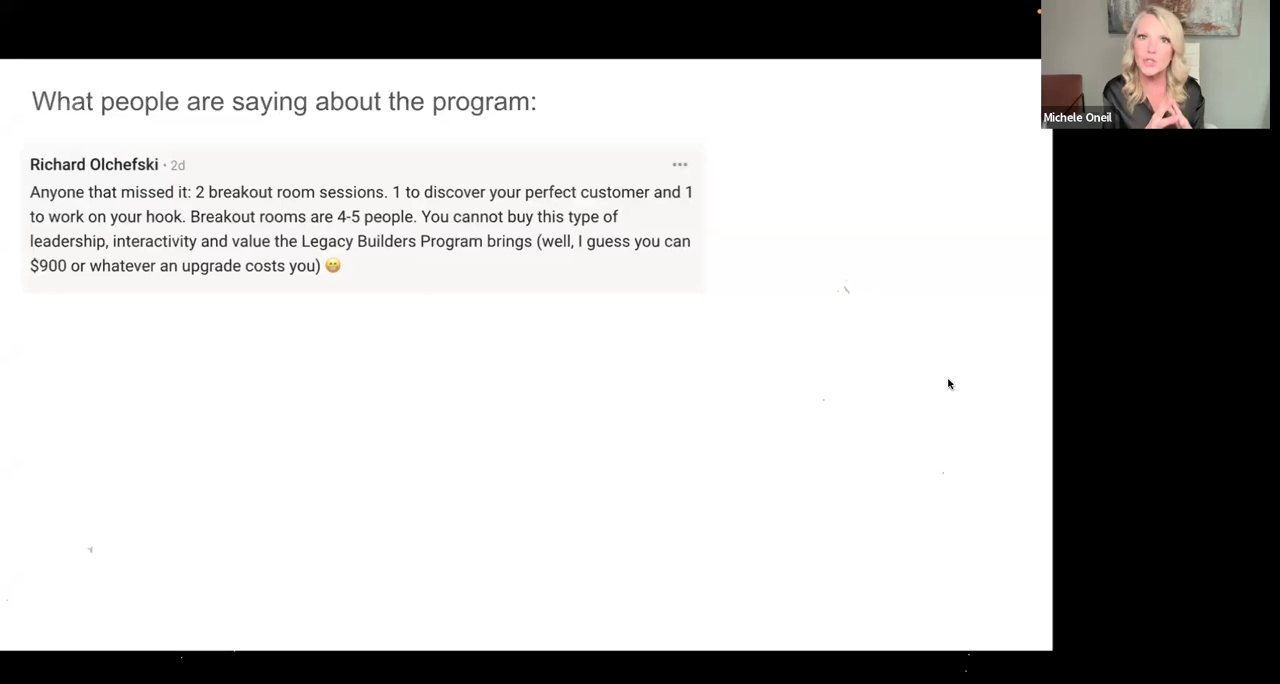 What people are saying about the program:
Richard Olchefski · 2d
Anyone that missed it: 2 breakout room sessions. 1 to discover your perfect customer and 1
to work on your hook. Breakout rooms are 4-5 people. You cannot buy this type of
leadership, interactivity and value the Legacy Builders Program brings (well, I guess you can
$900 or whatever an upgrade costs you) 😁
Michele Oneil